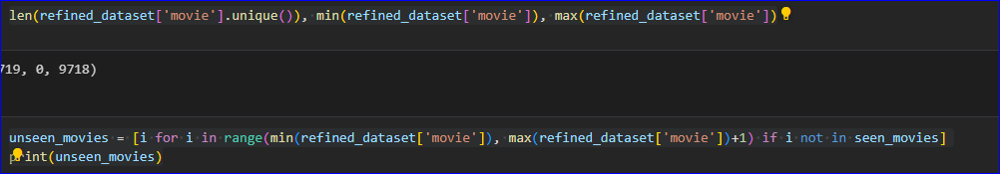 len(refined_dataset['movie'].unique()), min(refined_dataset['movie']), max(refined_dataset['movie'])
719, 0, 9718)
unseen_movies = [i for i in range(min(refined_dataset['movie']), max(refined_dataset['movie'])+1) if i not in seen_movies]
print(unseen_movies)